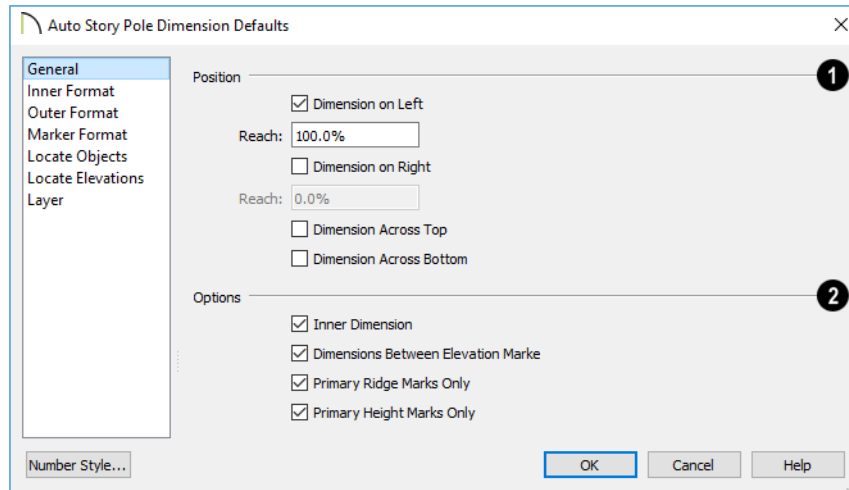 Auto Story Pole Dimension Defaults
General
Inner Format
Outer Format
Marker Format
Locate Objects
Locate Elevations
Layer
Position
1
Dimension on Left
Reach: 100.0%
Dimension on Right
Reach: 0.0%
Dimension Across Top
Dimension Across Bottom
Options
2
Inner Dimension
Dimensions Between Elevation Marke
Primary Ridge Marks Only
Primary Height Marks Only
Number Style...
OK
Cancel
Help